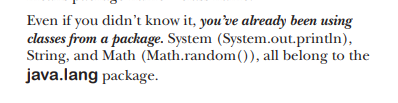 Even if you didn't know it, you've already been using
classes from a package. System (System.out.println),
String, and Math (Math.random()), all belong to the
java.lang package.